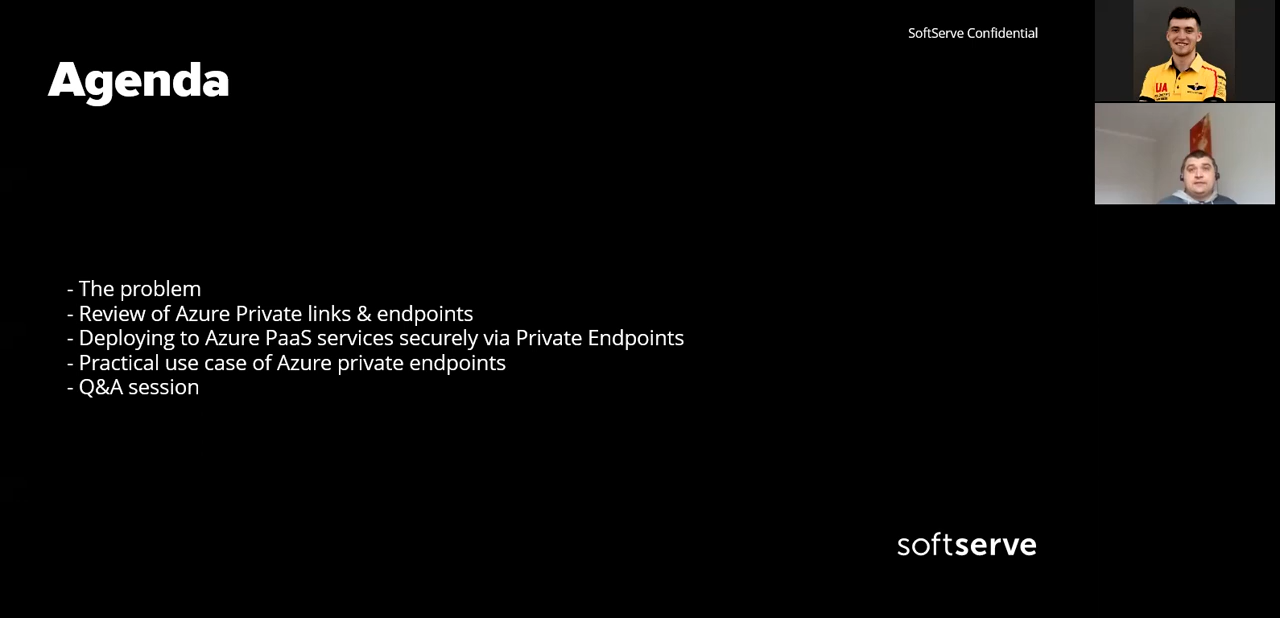 SoftServe Confidential
Agenda
- The problem
- Review of Azure Private links & endpoints
- Deploying to Azure PaaS services securely via Private Endpoints
- Practical use case of Azure private endpoints
- Q&A session
softserve
UA